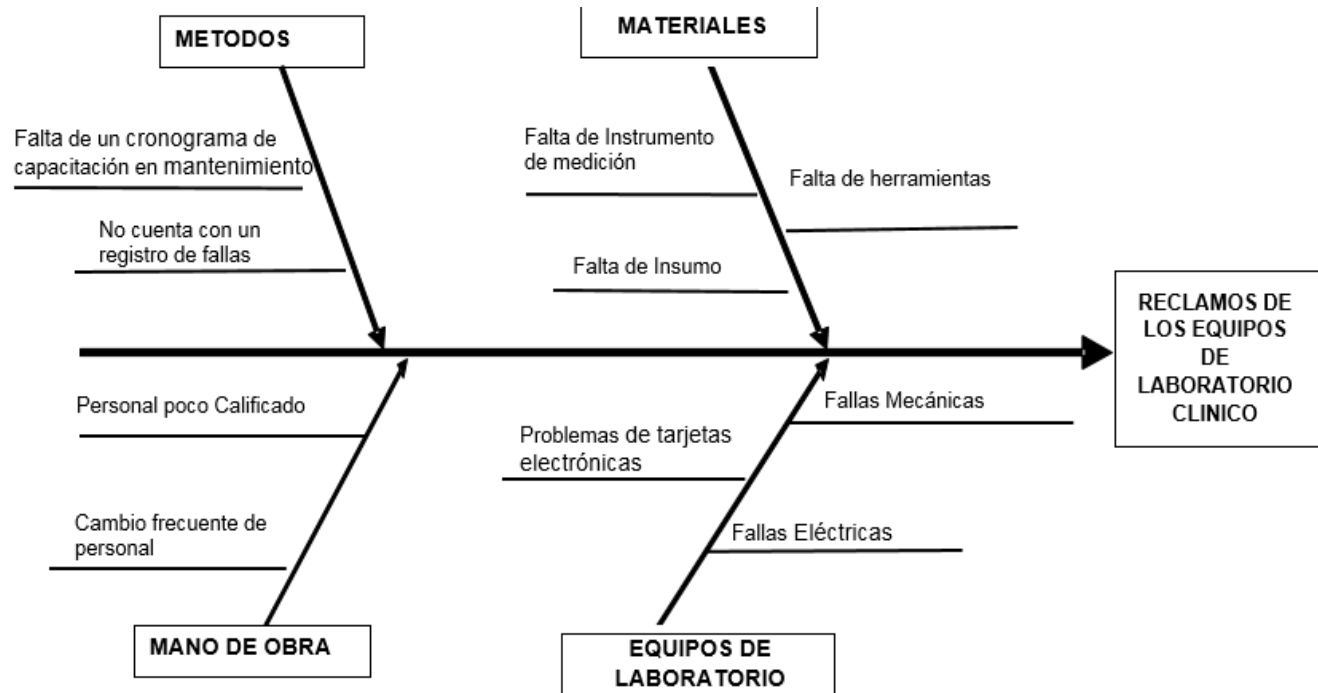 METODOS
MATERIALES
Falta de un cronograma de
capacitación en mantenimiento
No cuenta con un
registro de fallas
Falta de Instrumento
de medición
Falta de herramientas
Falta de Insumo
RECLAMOS DE
LOS EQUIPOS
DE
LABORATORIO
CLINICO
Personal poco Calificado
Cambio frecuente de
personal
Problemas de tarjetas
electrónicas
Fallas Mecánicas
Fallas Eléctricas
MANO DE OBRA
EQUIPOS DE
LABORATORIO